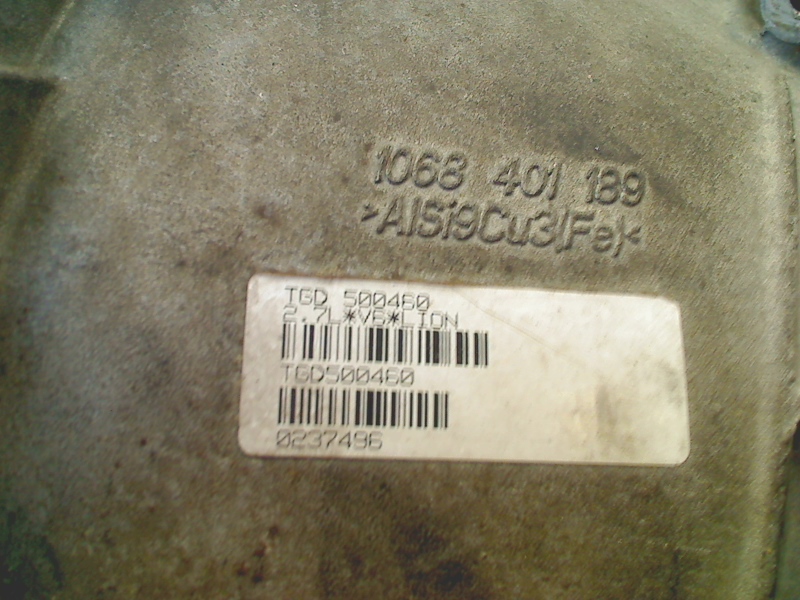 1068 401 189
>AlSi9Cu3(Fe)<
TGD 500460
2.7L*V6*LION
TGD500460
0237496